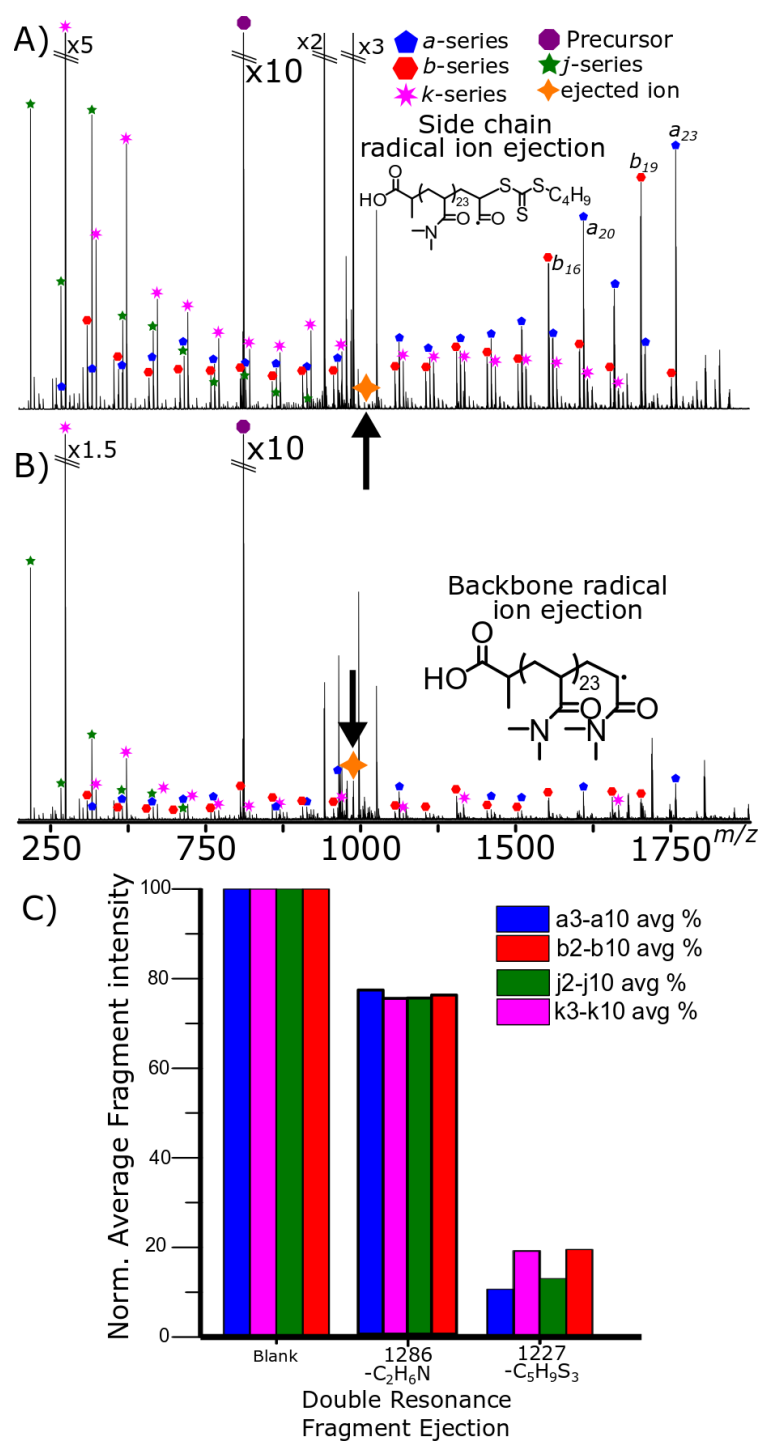 A)
x5
x10
x2
x3
a-series
b-series
k-series
Precursor
j-series
ejected ion
Side chain
radical ion ejection
HO
O
23
O
N
S
S
S
C4H9
a23
b19
a20
b16
B)
x1.5
x10
Backbone radical
ion ejection
HO
O
23
O
O
N
N
250
750
1000
1500
1750
m/z
C)
Norm. Average Fragment intensity
100
80
60
40
20
0
a3-a10 avg %
b2-b10 avg %
j2-j10 avg %
k3-k10 avg %
Blank
1286
-C2H6N
1227
-C5H9S3
Double Resonance
Fragment Ejection